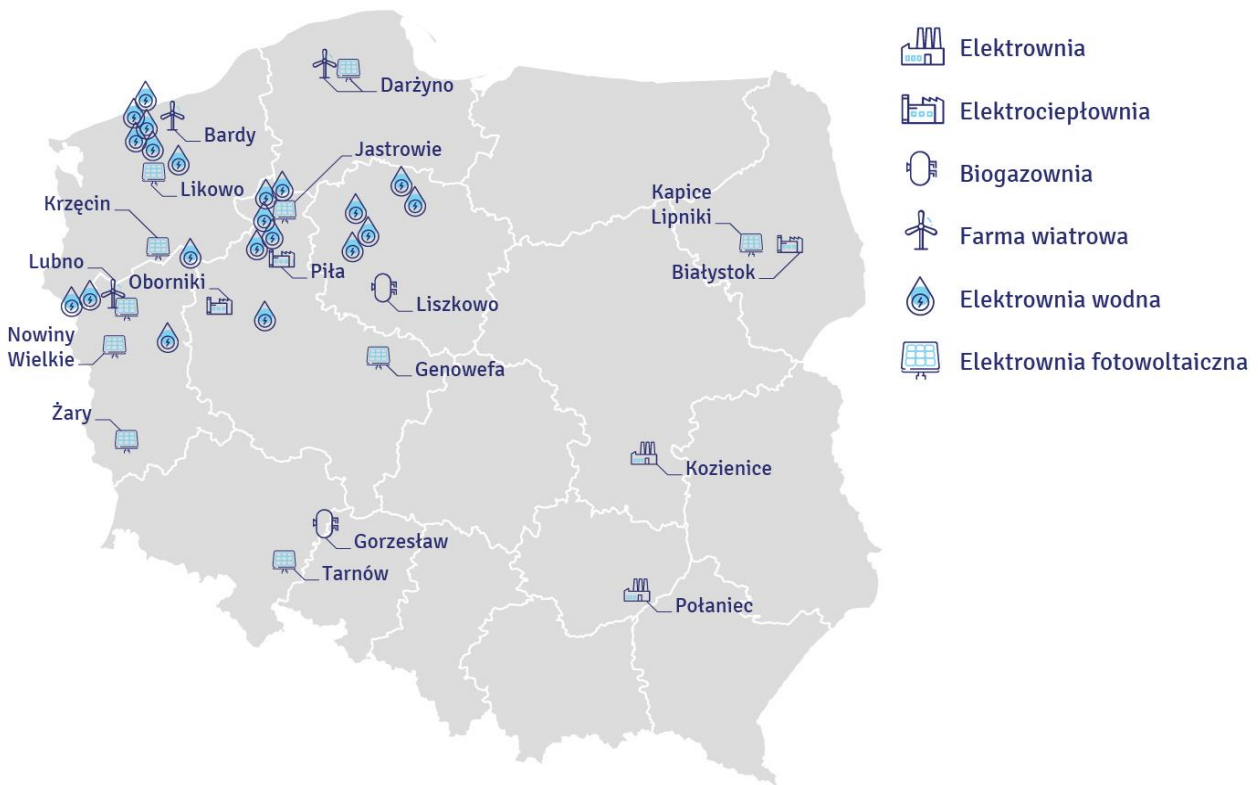 Darżyno
Bardy
Jastrowie
Likowo
Krzęcin
Kapice
Lipniki
Białystok
Lubno
Oborniki
Piła
Liszkowo
Nowiny
Wielkie
Genowefa
Żary
Kozienice
Gorzesław
Tarnów
Połaniec
Elektrownia
Elektrociepłownia
Biogazownia
Farma wiatrowa
Elektrownia wodna
Elektrownia fotowoltaiczna